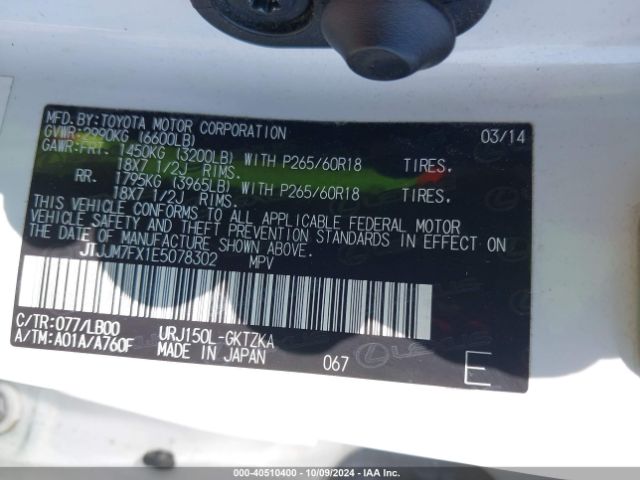 MFD. BY: TOYOTA MOTOR CORPORATION 03/14
GVWR: 2990KG (6600LB)
GAWR: FRT. 1450KG (3200LB) WITH P265/60R18 TIRES.
18X7 1/2J RIMS.
RR. 1795KG (3965LB) WITH P265/60R18 TIRES.
18X7 1/2J RIMS.
THIS VEHICLE CONFORMS TO ALL APPLICABLE FEDERAL MOTOR
VEHICLE SAFETY AND THEFT PREVENTION STANDARDS IN EFFECT ON
THE DATE OF MANUFACTURE SHOWN ABOVE.
JTJJM7FX1E5078302 MPV
C/TR: 077/LB00 URJ150L-GKTZKA
A/TM: A01A/A760F MADE IN JAPAN 067 E
000-40510400 - 10/09/2024 - IAAI.COM